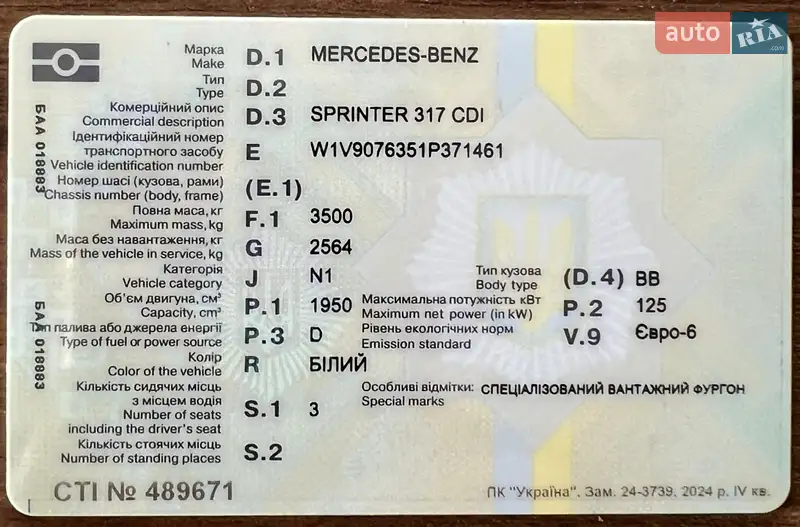 auto RIA .com
Марка
Make D.1 MERCEDES-BENZ
Тип
Type D.2
Комерційний опис
Commercial description D.3 SPRINTER 317 CDI
Ідентифікаційний номер
транспортного засобу
Vehicle identification number E W1V9076351P371461
Номер шасі (кузова, рами)
Chassis number (body, frame) (E.1)
Повна маса, кг
Maximum mass, kg F.1 3500
Маса без навантаження, кг
Mass of the vehicle in service, kg G 2564
Категорія
Vehicle category J N1
Тип кузова
Body type (D.4) BB
Об'єм двигуна, см³
Capacity, cm³ P.1 1950
Максимальна потужність кВт
Maximum net power (in kW) P.2 125
Тип палива або джерела енергії
Type of fuel or power source P.3 D
Рівень екологічних норм
Emission standard V.9 Євро-6
Колір
Color of the vehicle R БІЛИЙ
Кількість сидячих місць
з місцем водія
Number of seats
including the driver's seat S.1 3
Особливі відмітки: СПЕЦІАЛІЗОВАНИЙ ВАНТАЖНИЙ ФУРГОН
Special marks
Кількість стоячих місць
Number of standing places S.2
БАА 018883
БАА 018883
СТІ № 489671
ПК "Україна". Зам. 24-3739. 2024 р. IV кв.